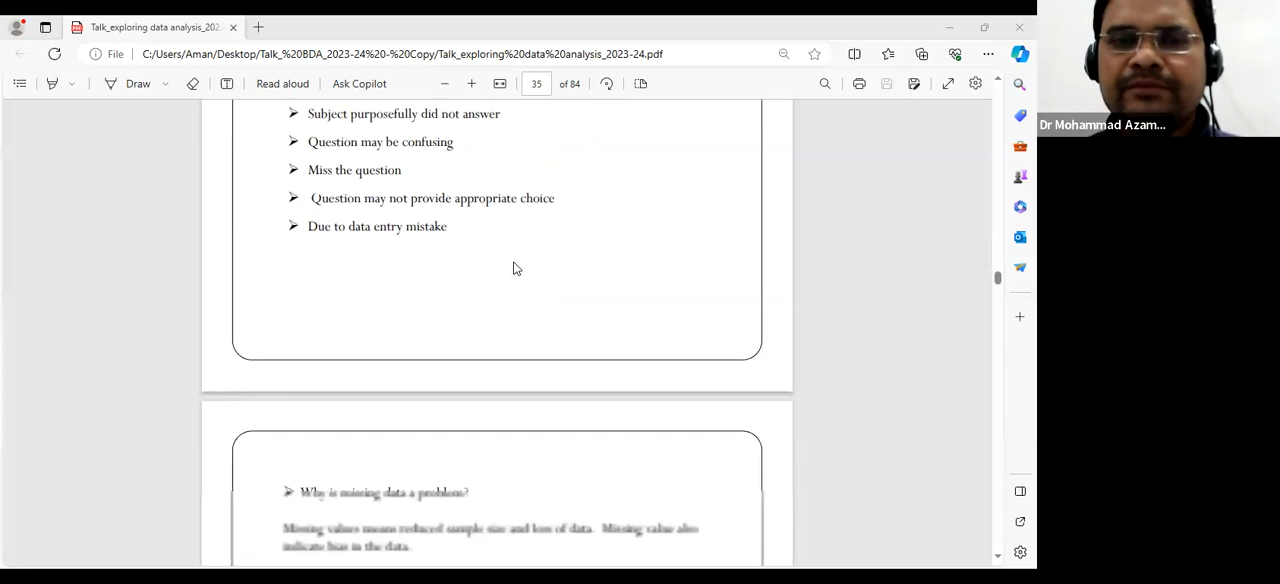 Talk_exploring data analysis_202
File
C:/Users/Aman/Desktop/Talk_%20BDA_2023-24%20-%20Copy/Talk_exploring%20data%20analysis_2023-24.pdf
Draw
Read aloud
Ask Copilot
35
of 84
Dr Mohammad Azam...
➢ Subject purposefully did not answer
➢ Question may be confusing
➢ Miss the question
➢ Question may not provide appropriate choice
➢ Due to data entry mistake
➢ Why is missing data a problem?
Missing values means reduced sample size and loss of data. Missing value also
indicate bias in the data.